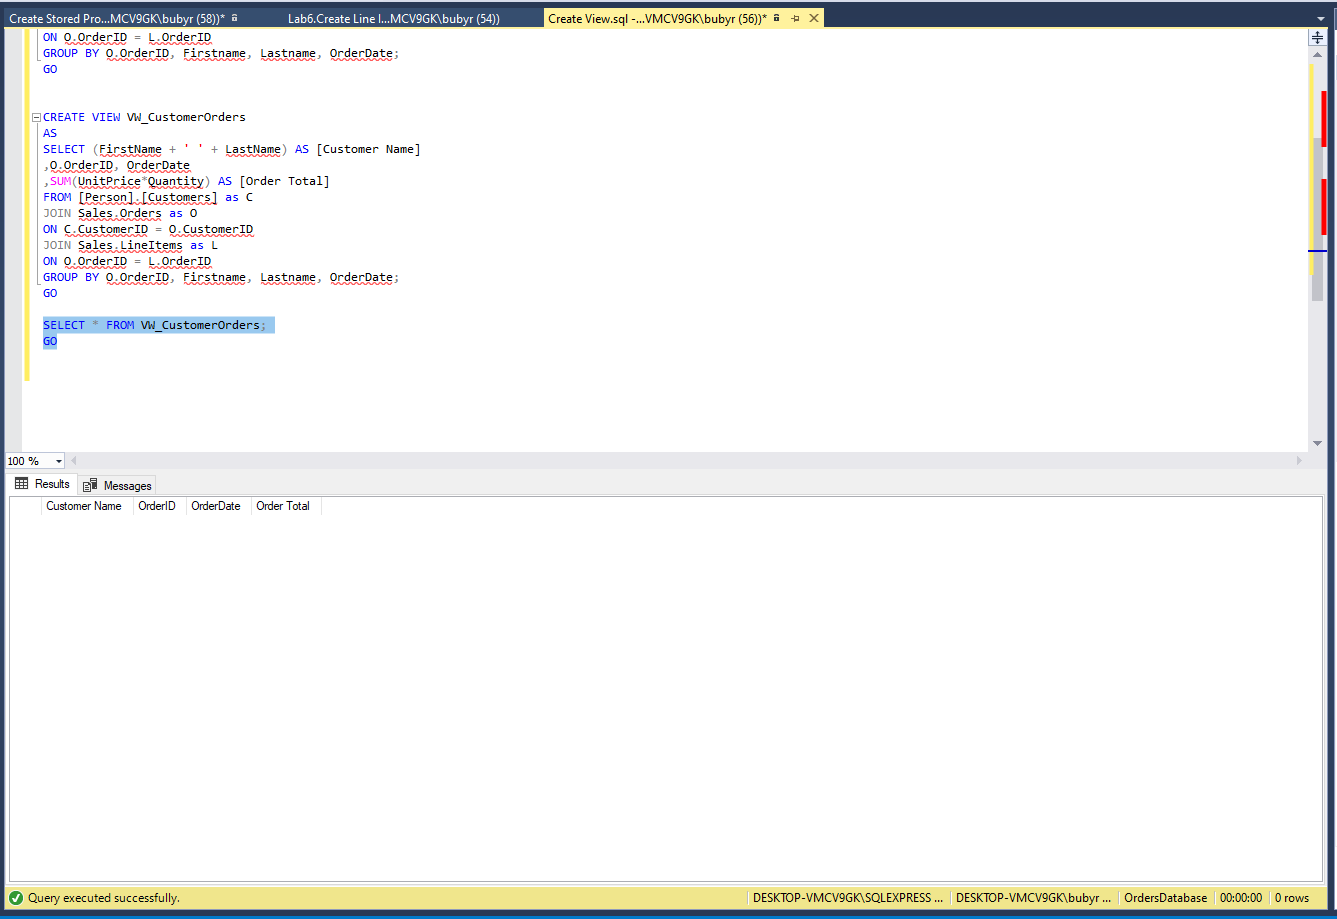 Create Stored Pro...MCV9GK\bubyr (58))*
Lab6.Create Line I...MCV9GK\bubyr (54))
Create View.sql -...VMCV9GK\bubyr (56))*
ON O.OrderID = L.OrderID
GROUP BY O.OrderID, Firstname, Lastname, OrderDate;
GO
CREATE VIEW VW_CustomerOrders
AS
SELECT (FirstName + ' ' + LastName) AS [Customer Name]
,O.OrderID, OrderDate
,SUM(UnitPrice*Quantity) AS [Order Total]
FROM [Person].[Customers] as C
JOIN Sales.Orders as O
ON C.CustomerID = O.CustomerID
JOIN Sales.LineItems as L
ON O.OrderID = L.OrderID
GROUP BY O.OrderID, Firstname, Lastname, OrderDate;
GO
SELECT * FROM VW_CustomerOrders;
GO
100 %
Results Messages
Customer Name OrderID OrderDate Order Total
Query executed successfully. DESKTOP-VMCV9GK\SQLEXPRESS ... DESKTOP-VMCV9GK\bubyr ... OrdersDatabase 00:00:00 0 rows